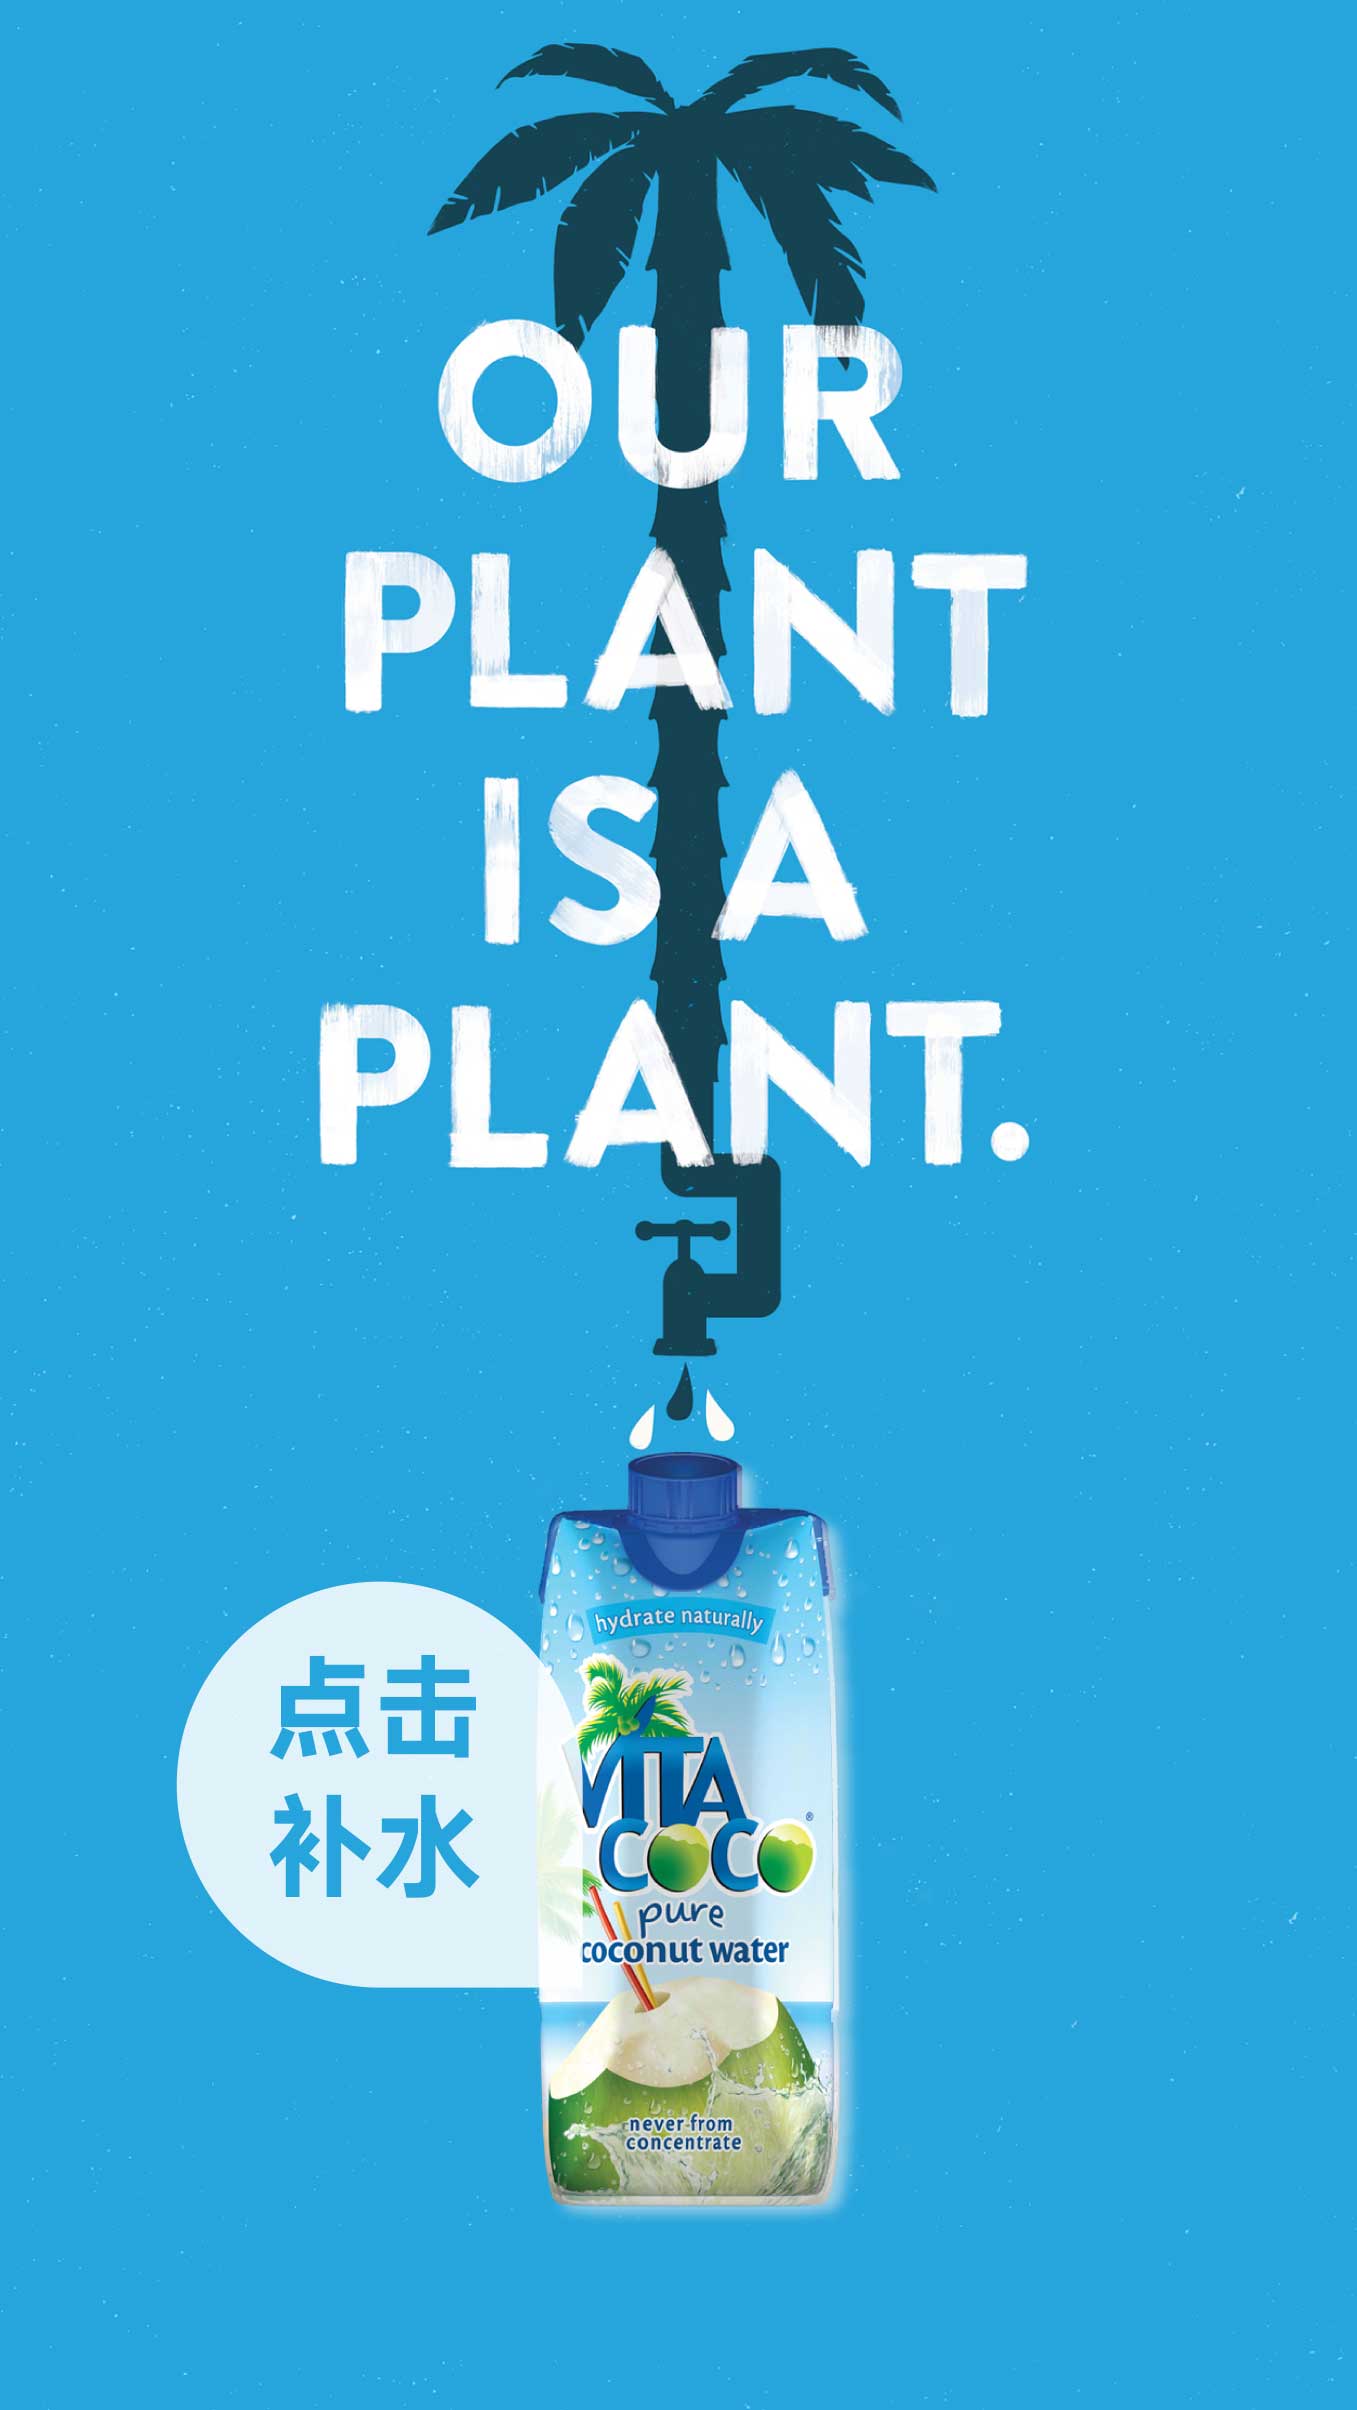 OUR
PLANT
IS A
PLANT.
hydrate naturally
点击
补水
VITA
COCO®
pure
coconut water
never from
concentrate